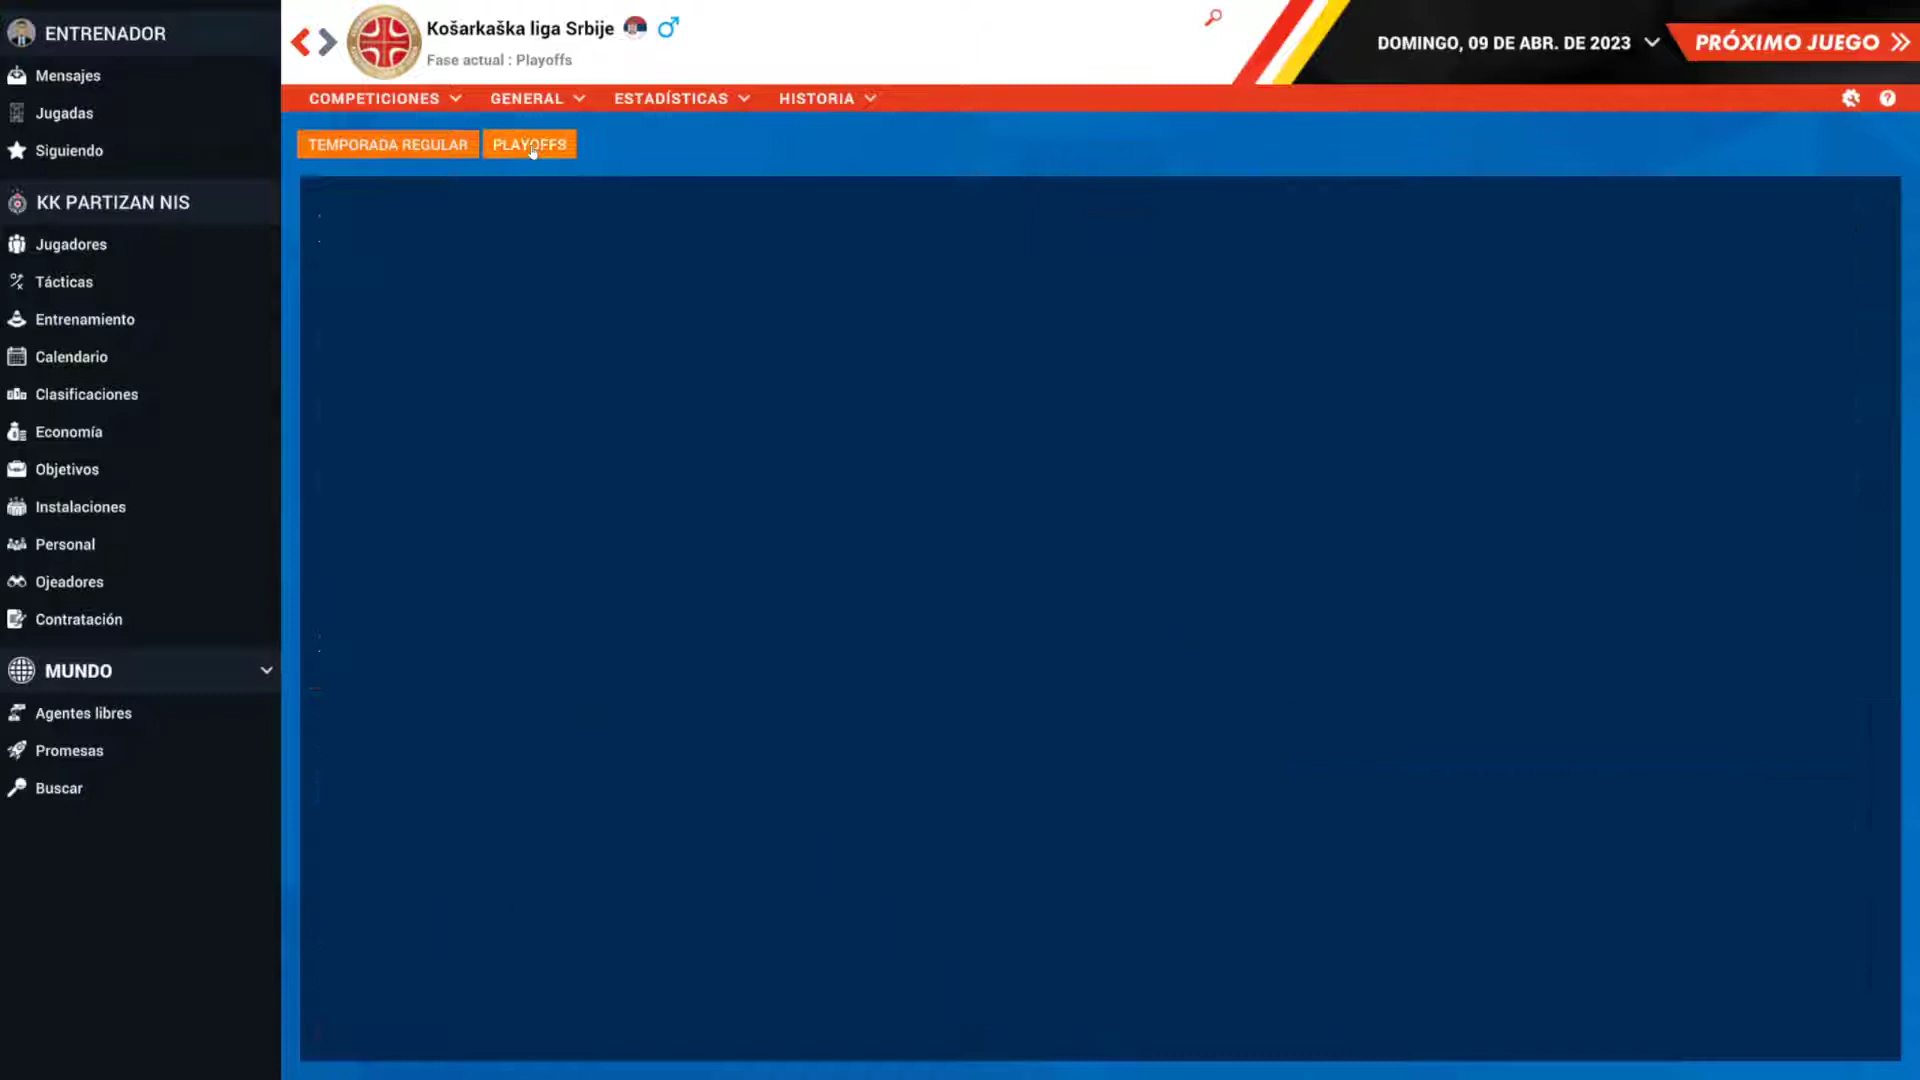 ENTRENADOR
Mensajes
Jugadas
Siguiendo
KK PARTIZAN NIS
Jugadores
Tácticas
Entrenamiento
Calendario
Clasificaciones
Economía
Objetivos
Instalaciones
Personal
Ojeadores
Contratación
MUNDO
Agentes libres
Promesas
Buscar
Košarkaška liga Srbije
Fase actual : Playoffs
DOMINGO, 09 DE ABR. DE 2023
PRÓXIMO JUEGO
COMPETICIONES GENERAL ESTADÍSTICAS HISTORIA
TEMPORADA REGULAR PLAYOFFS